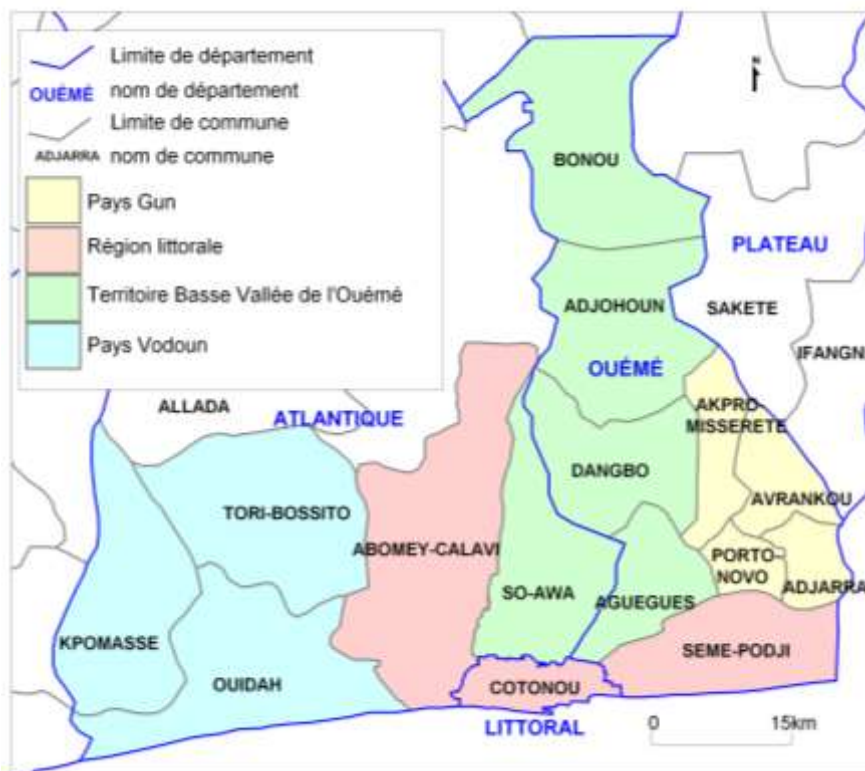 Limite de département
OUÉMÉ nom de département
Limite de commune
ADJARRA nom de commune
Pays Gun
Région littorale
Territoire Basse Vallée de l'Ouémé
Pays Vodoun
N
BONOU
PLATEAU
ADJOHOUN
SAKETE
IFANGN
OUÉMÉ
ALLADA
ATLANTIQUE
AKPRO-
MISSERETE
DANGBO
AVRANKOU
TORI-BOSSITO
ABOMEY-CALAVI
PORTO-
NOVO
ADJARRA
SO-AWA
AGUEGUES
KPOMASSE
SEME-PODJI
OUIDAH
COTONOU
LITTORAL
0 15km